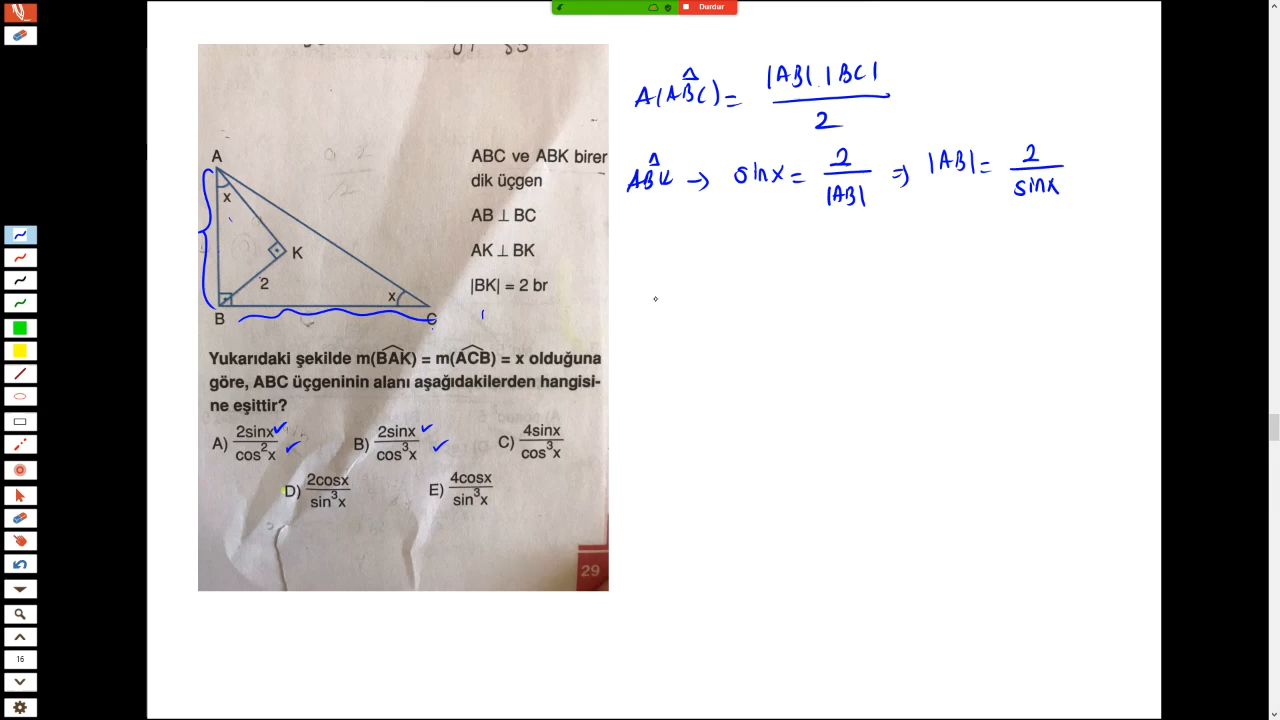 Durdur
A
x
K
2
x
B
C
ABC ve ABK birer
dik üçgen
AB ⊥ BC
AK ⊥ BK
|BK| = 2 br
Yukarıdaki şekilde m(BAK) = m(ACB) = x olduğuna
göre, ABC üçgeninin alanı aşağıdakilerden hangisi-
ne eşittir?
A) 2sinx/cos²x B) 2sinx/cos³x C) 4sinx/cos³x
D) 2cosx/sin³x E) 4cosx/sin³x
29
A(ABC) = |AB|.|BC|/2
ABK → sinx = 2/|AB| ⇒ |AB| = 2/sinx
16